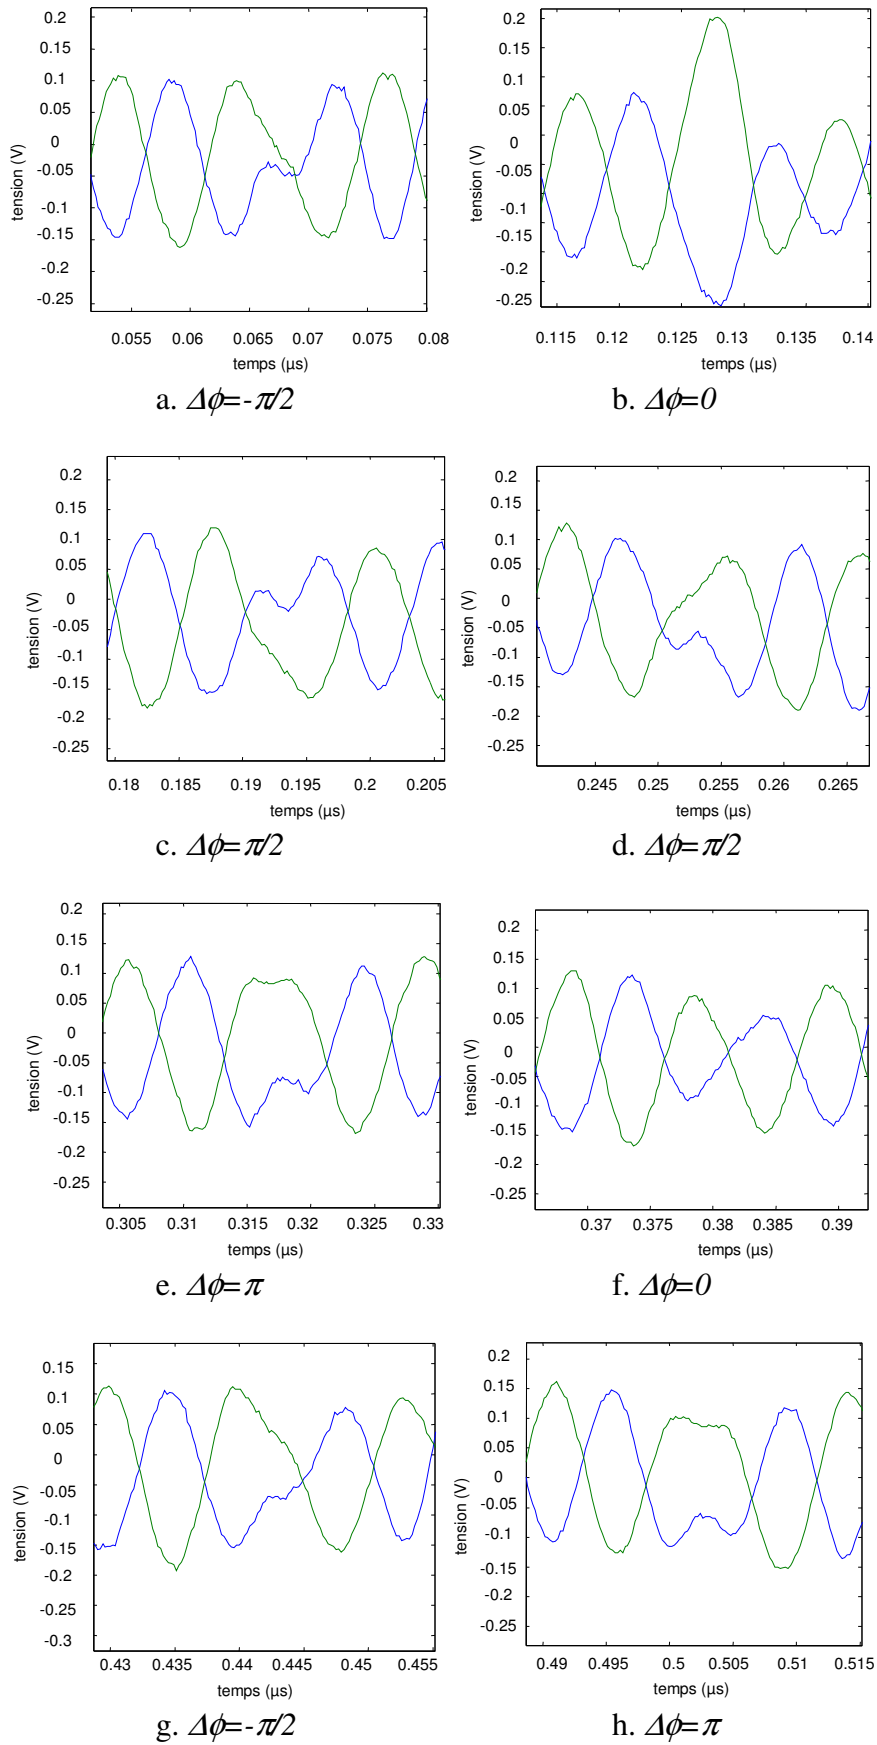 0.2
0.15
0.1
0.05
0
-0.05
-0.1
-0.15
-0.2
-0.25
tension (V)
0.055 0.06 0.065 0.07 0.075 0.08
temps (µs)
a. Δϕ=-π/2
0.2
0.15
0.1
0.05
0
-0.05
-0.1
-0.15
-0.2
-0.25
tension (V)
0.115 0.12 0.125 0.13 0.135 0.14
temps (µs)
b. Δϕ=0
0.2
0.15
0.1
0.05
0
-0.05
-0.1
-0.15
-0.2
-0.25
tension (V)
0.18 0.185 0.19 0.195 0.2 0.205
temps (µs)
c. Δϕ=π/2
0.2
0.15
0.1
0.05
0
-0.05
-0.1
-0.15
-0.2
-0.25
tension (V)
0.245 0.25 0.255 0.26 0.265
temps (µs)
d. Δϕ=π/2
0.2
0.15
0.1
0.05
0
-0.05
-0.1
-0.15
-0.2
-0.25
tension (V)
0.305 0.31 0.315 0.32 0.325 0.33
temps (µs)
e. Δϕ=π
0.2
0.15
0.1
0.05
0
-0.05
-0.1
-0.15
-0.2
-0.25
tension (V)
0.37 0.375 0.38 0.385 0.39
temps (µs)
f. Δϕ=0
0.15
0.1
0.05
0
-0.05
-0.1
-0.15
-0.2
-0.25
-0.3
tension (V)
0.43 0.435 0.44 0.445 0.45 0.455
temps (µs)
g. Δϕ=-π/2
0.2
0.15
0.1
0.05
0
-0.05
-0.1
-0.15
-0.2
-0.25
tension (V)
0.49 0.495 0.5 0.505 0.51 0.515
temps (µs)
h. Δϕ=π